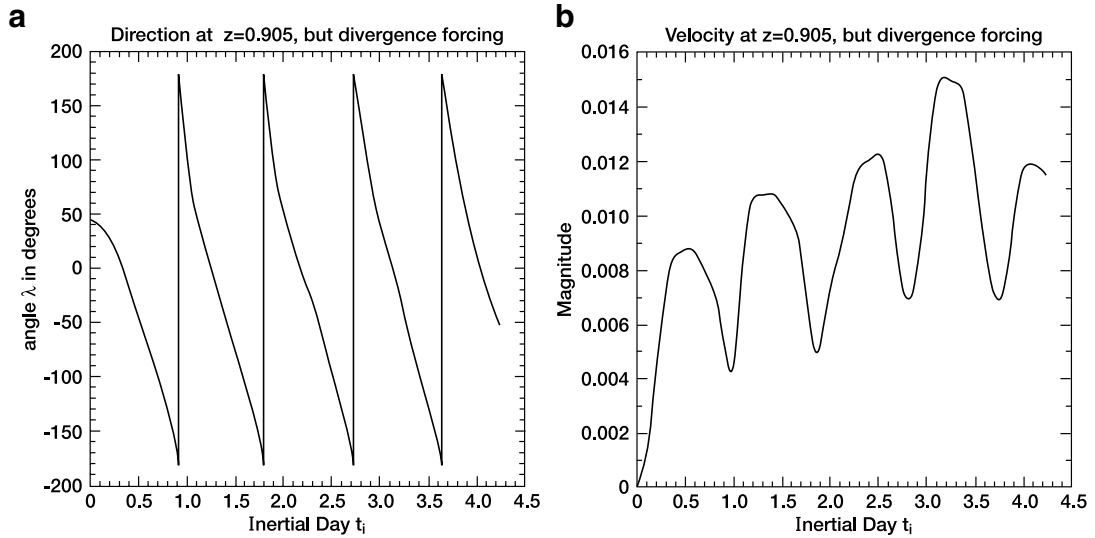 a
Direction at z=0.905, but divergence forcing
200
150
100
50
0
-50
-100
-150
-200
angle λ in degrees
0 0.5 1.0 1.5 2.0 2.5 3.0 3.5 4.0 4.5
Inertial Day t_i
b
Velocity at z=0.905, but divergence forcing
0.016
0.014
0.012
0.010
0.008
0.006
0.004
0.002
0
Magnitude
0 0.5 1.0 1.5 2.0 2.5 3.0 3.5 4.0 4.5
Inertial Day t_i